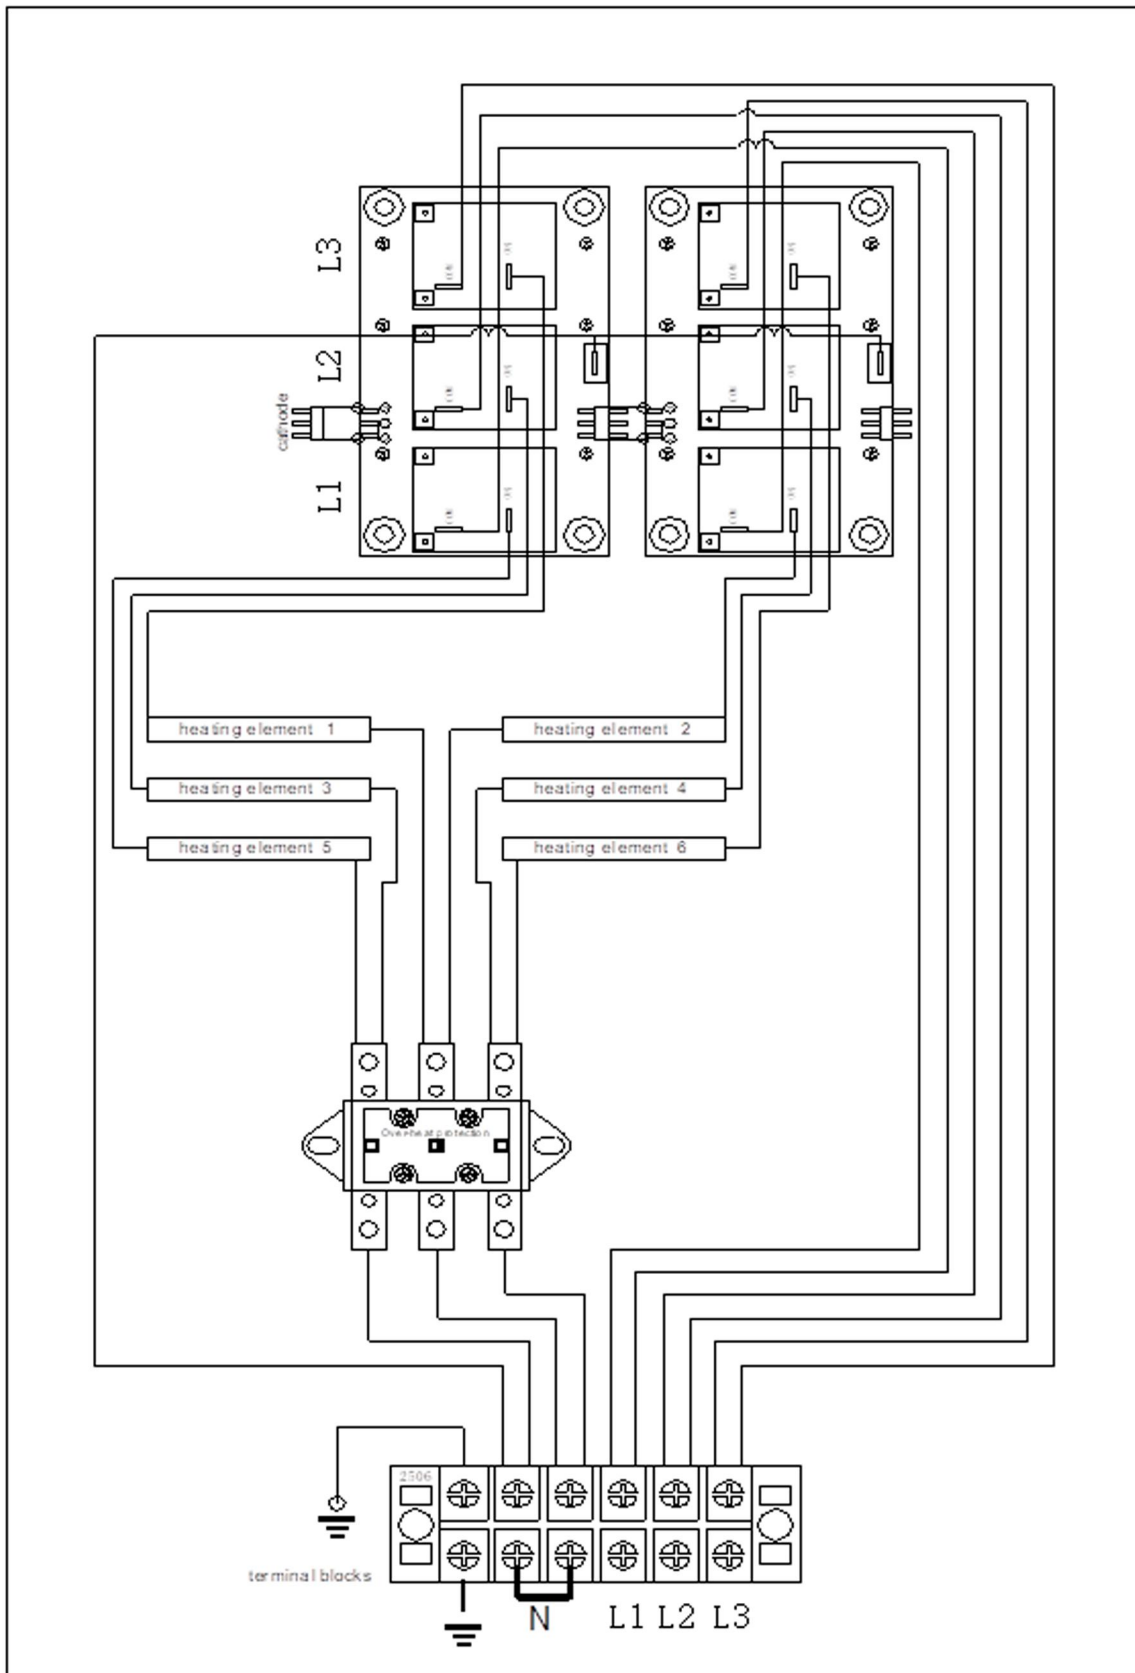 L3
L2
cathode
L1
heating element 1
heating element 2
heating element 3
heating element 4
heating element 5
heating element 6
Overheat protection
2506
terminal blocks
N
L1 L2 L3